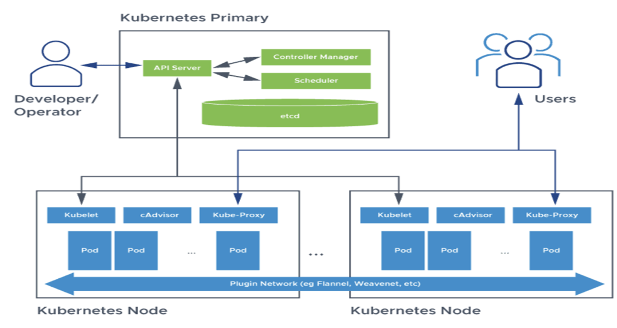 Kubernetes Primary
Developer/
Operator
API Server
Controller Manager
Scheduler
etcd
Users
Kubelet
cAdvisor
Kube-Proxy
Pod
Pod
...
Pod
...
Kubelet
cAdvisor
Kube-Proxy
Pod
Pod
...
Pod
Plugin Network (eg Flannel, Weavenet, etc)
Kubernetes Node
Kubernetes Node